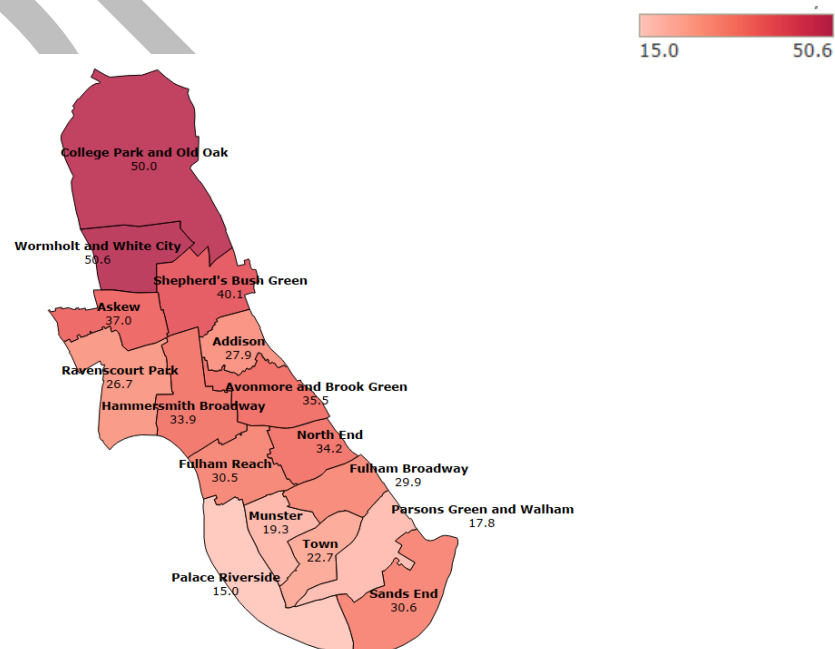 15.0
50.6
College Park and Old Oak
50.0
Wormholt and White City
50.6
Shepherd's Bush Green
40.1
Askew
37.0
Addison
27.9
Ravenscourt Park
26.7
Avonmore and Brook Green
35.5
Hammersmith Broadway
33.9
North End
34.2
Fulham Reach
30.5
Fulham Broadway
29.9
Parsons Green and Walham
17.8
Munster
19.3
Town
22.7
Palace Riverside
15.0
Sands End
30.6